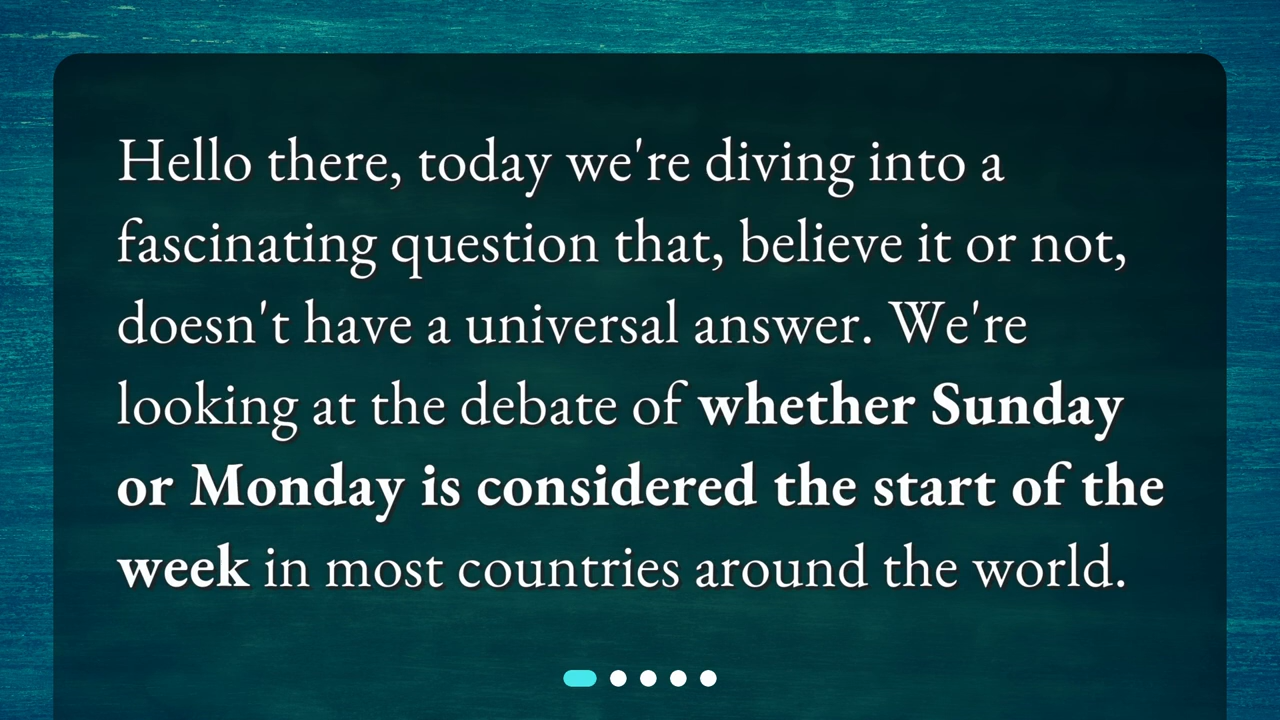 Hello there, today we're diving into a
fascinating question that, believe it or not,
doesn't have a universal answer. We're
looking at the debate of whether Sunday
or Monday is considered the start of the
week in most countries around the world.